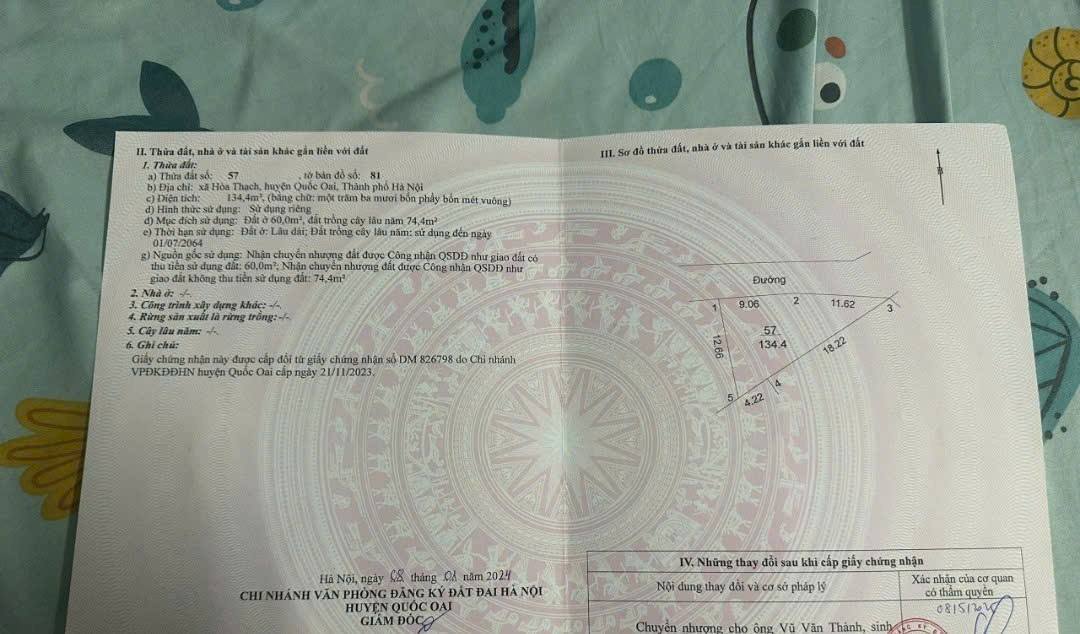 II. Thửa đất, nhà ở và tài sản khác gắn liền với đất
1. Thửa đất:
a) Thửa đất số: 57 , tờ bản đồ số: 81
b) Địa chỉ: xã Hòa Thạch, huyện Quốc Oai, Thành phố Hà Nội
c) Diện tích: 134,4m², (bằng chữ: một trăm ba mươi bốn phẩy bốn mét vuông)
d) Hình thức sử dụng: Sử dụng riêng
đ) Mục đích sử dụng: Đất ở 60,0m², đất trồng cây lâu năm 74,4m²
e) Thời hạn sử dụng: Đất ở: Lâu dài; Đất trồng cây lâu năm: sử dụng đến ngày
01/07/2064
g) Nguồn gốc sử dụng: Nhận chuyển nhượng đất được Công nhận QSDĐ như giao đất có
thu tiền sử dụng đất: 60,0m²; Nhận chuyển nhượng đất được Công nhận QSDĐ như
giao đất không thu tiền sử dụng đất: 74,4m²
2. Nhà ở: -/-.
3. Công trình xây dựng khác: -/-.
4. Rừng sản xuất là rừng trồng:-/-.
5. Cây lâu năm: -/-.
6. Ghi chú:
Giấy chứng nhận này được cấp đổi từ giấy chứng nhận số DM 826798 do Chi nhánh
VPĐKĐĐHN huyện Quốc Oai cấp ngày 21/11/2023.
Hà Nội, ngày 08 tháng 01 năm 2024
CHI NHÁNH VĂN PHÒNG ĐĂNG KÝ ĐẤT ĐAI HÀ NỘI
HUYỆN QUỐC OAI
GIÁM ĐỐC
III. Sơ đồ thửa đất, nhà ở và tài sản khác gắn liền với đất
B
Đường
1 9.06 2 11.62 3
12.66
57
134.4
18.22
4
5 4.22
IV. Những thay đổi sau khi cấp giấy chứng nhận
Nội dung thay đổi và cơ sở pháp lý
Xác nhận của cơ quan
có thẩm quyền
Chuyển nhượng cho ông Vũ Văn Thành, sinh